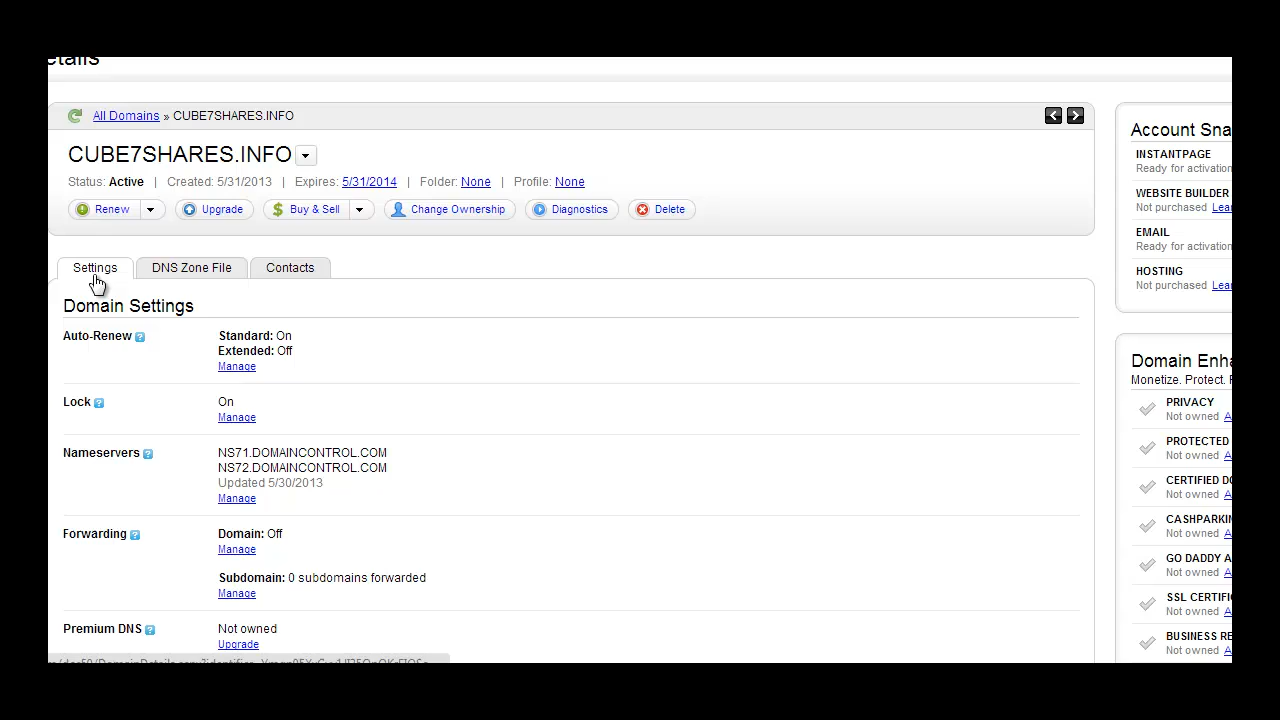 etails
All Domains » CUBE7SHARES.INFO
CUBE7SHARES.INFO
Status: Active | Created: 5/31/2013 | Expires: 5/31/2014 | Folder: None | Profile: None
Renew
Upgrade
Buy & Sell
Change Ownership
Diagnostics
Delete
Settings
DNS Zone File
Contacts
Domain Settings
Auto-Renew ?
Standard: On
Extended: Off
Manage
Lock ?
On
Manage
Nameservers ?
NS71.DOMAINCONTROL.COM
NS72.DOMAINCONTROL.COM
Updated 5/30/2013
Manage
Forwarding ?
Domain: Off
Manage
Subdomain: 0 subdomains forwarded
Manage
Premium DNS ?
Not owned
Upgrade
Account Sna
INSTANTPAGE
Ready for activation
WEBSITE BUILDER
Not purchased Lear
EMAIL
Ready for activation
HOSTING
Not purchased Lear
Domain Enha
Monetize. Protect.
PRIVACY
Not owned A
PROTECTED
Not owned A
CERTIFIED DO
Not owned A
CASHPARKIN
Not owned A
GO DADDY A
Not owned A
SSL CERTIFI
Not owned A
BUSINESS RE
Not owned A